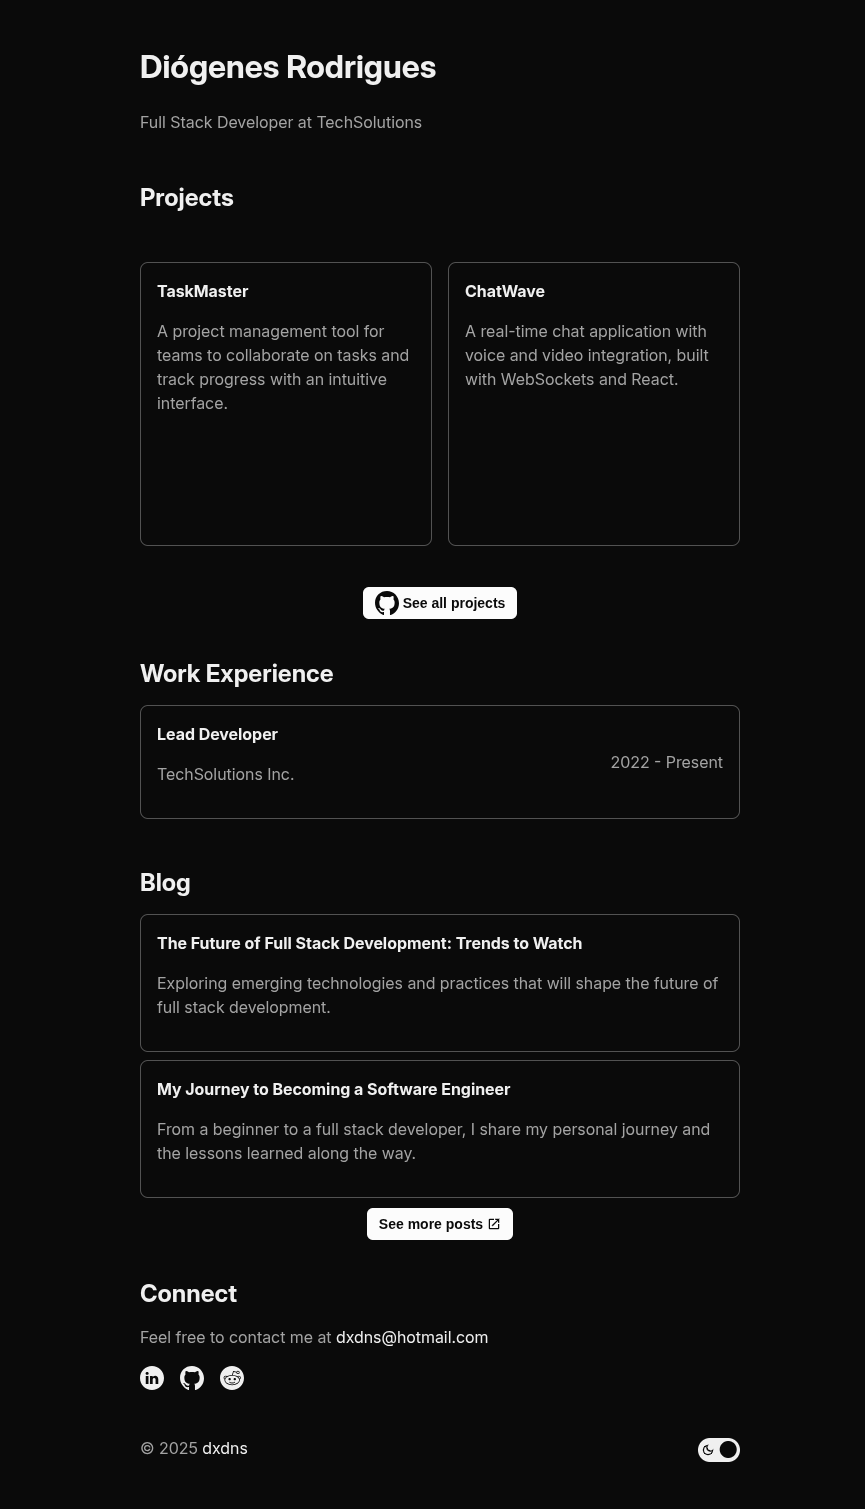 Diógenes Rodrigues
Full Stack Developer at TechSolutions
Projects
TaskMaster
A project management tool for
teams to collaborate on tasks and
track progress with an intuitive
interface.
ChatWave
A real-time chat application with
voice and video integration, built
with WebSockets and React.
See all projects
Work Experience
Lead Developer
TechSolutions Inc.
2022 - Present
Blog
The Future of Full Stack Development: Trends to Watch
Exploring emerging technologies and practices that will shape the future of
full stack development.
My Journey to Becoming a Software Engineer
From a beginner to a full stack developer, I share my personal journey and
the lessons learned along the way.
See more posts
Connect
Feel free to contact me at dxdns@hotmail.com
© 2025 dxdns